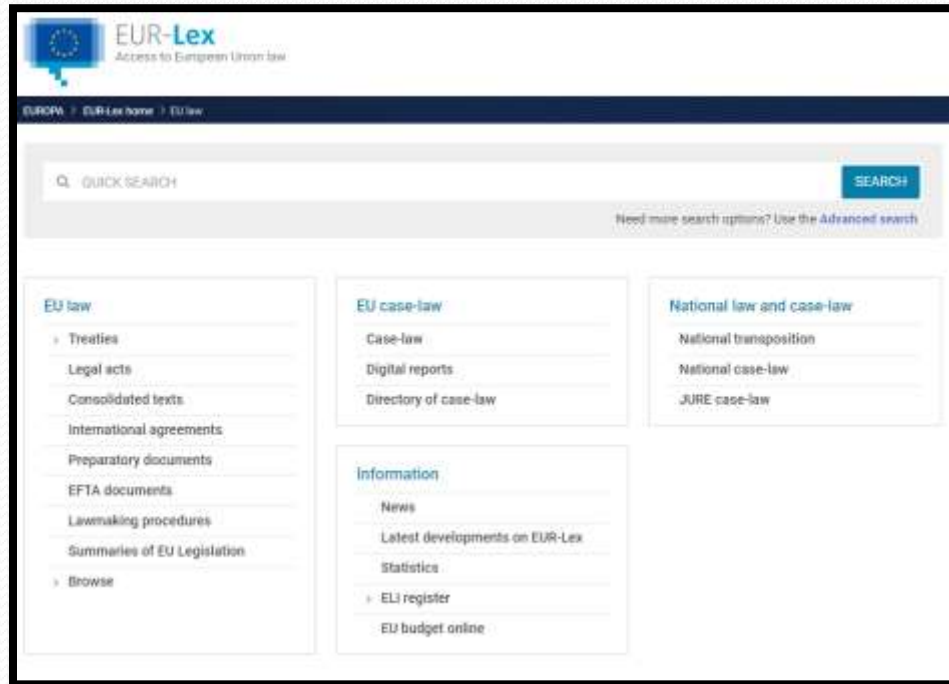 EUR-Lex
Access to European Union law
EUROPA > EUR-Lex home > EU law
QUICK SEARCH
SEARCH
Need more search options? Use the Advanced search
EU law
Treaties
Legal acts
Consolidated texts
International agreements
Preparatory documents
EFTA documents
Lawmaking procedures
Summaries of EU Legislation
Browse
EU case-law
Case-law
Digital reports
Directory of case-law
Information
News
Latest developments on EUR-Lex
Statistics
ELI register
EU budget online
National law and case-law
National transposition
National case-law
JURE case-law